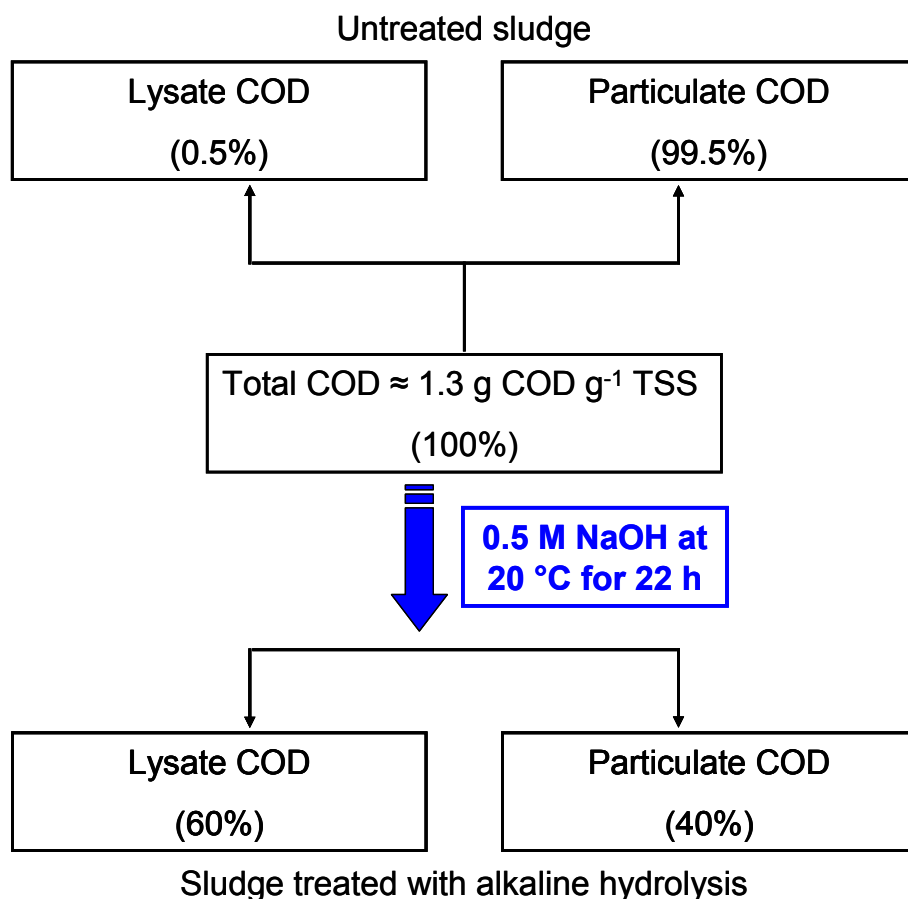 Untreated sludge
Lysate COD
(0.5%)
Particulate COD
(99.5%)
Total COD ≈ 1.3 g COD g⁻¹ TSS
(100%)
0.5 M NaOH at
20 °C for 22 h
Lysate COD
(60%)
Particulate COD
(40%)
Sludge treated with alkaline hydrolysis